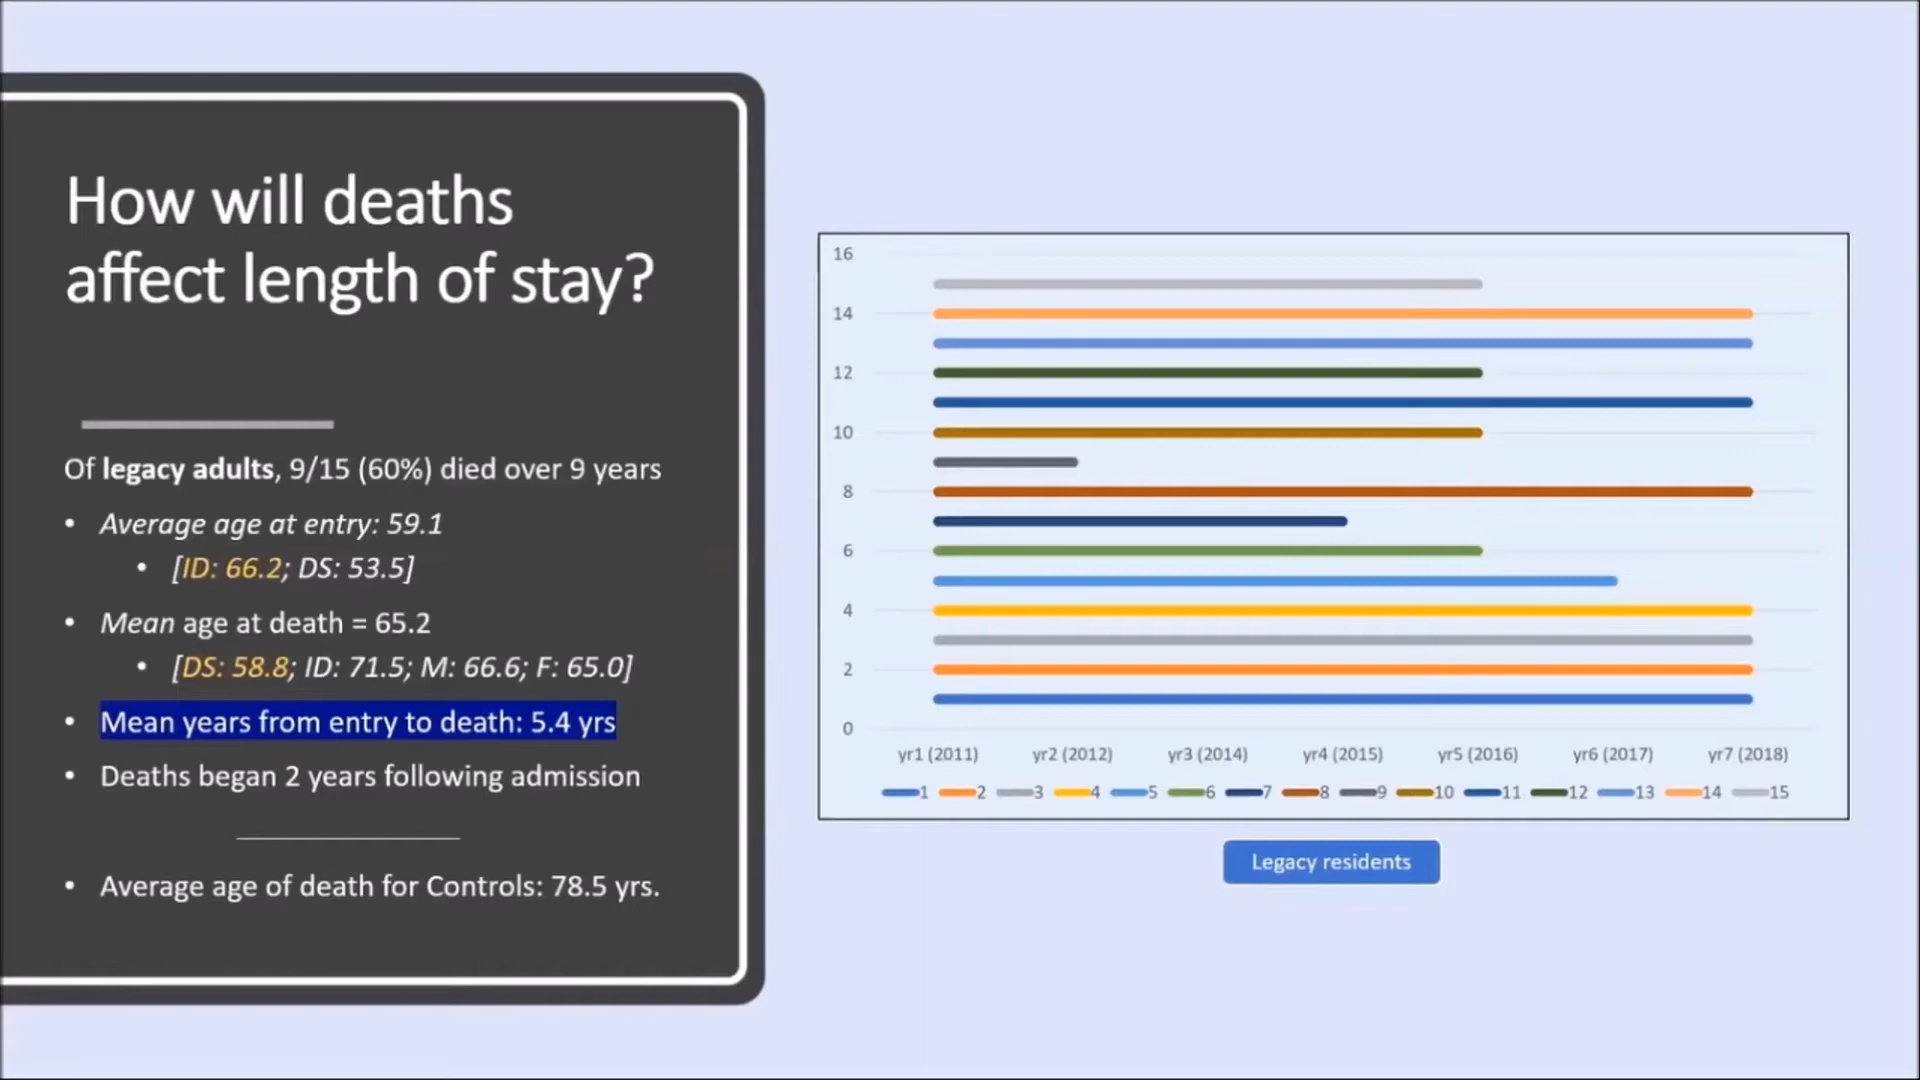 How will deaths
affect length of stay?
Of legacy adults, 9/15 (60%) died over 9 years
• Average age at entry: 59.1
• [ID: 66.2; DS: 53.5]
• Mean age at death = 65.2
• [DS: 58.8; ID: 71.5; M: 66.6; F: 65.0]
• Mean years from entry to death: 5.4 yrs
• Deaths began 2 years following admission
• Average age of death for Controls: 78.5 yrs.
16
14
12
10
8
6
4
2
0
yr1 (2011) yr2 (2012) yr3 (2014) yr4 (2015) yr5 (2016) yr6 (2017) yr7 (2018)
1 2 3 4 5 6 7 8 9 10 11 12 13 14 15
Legacy residents